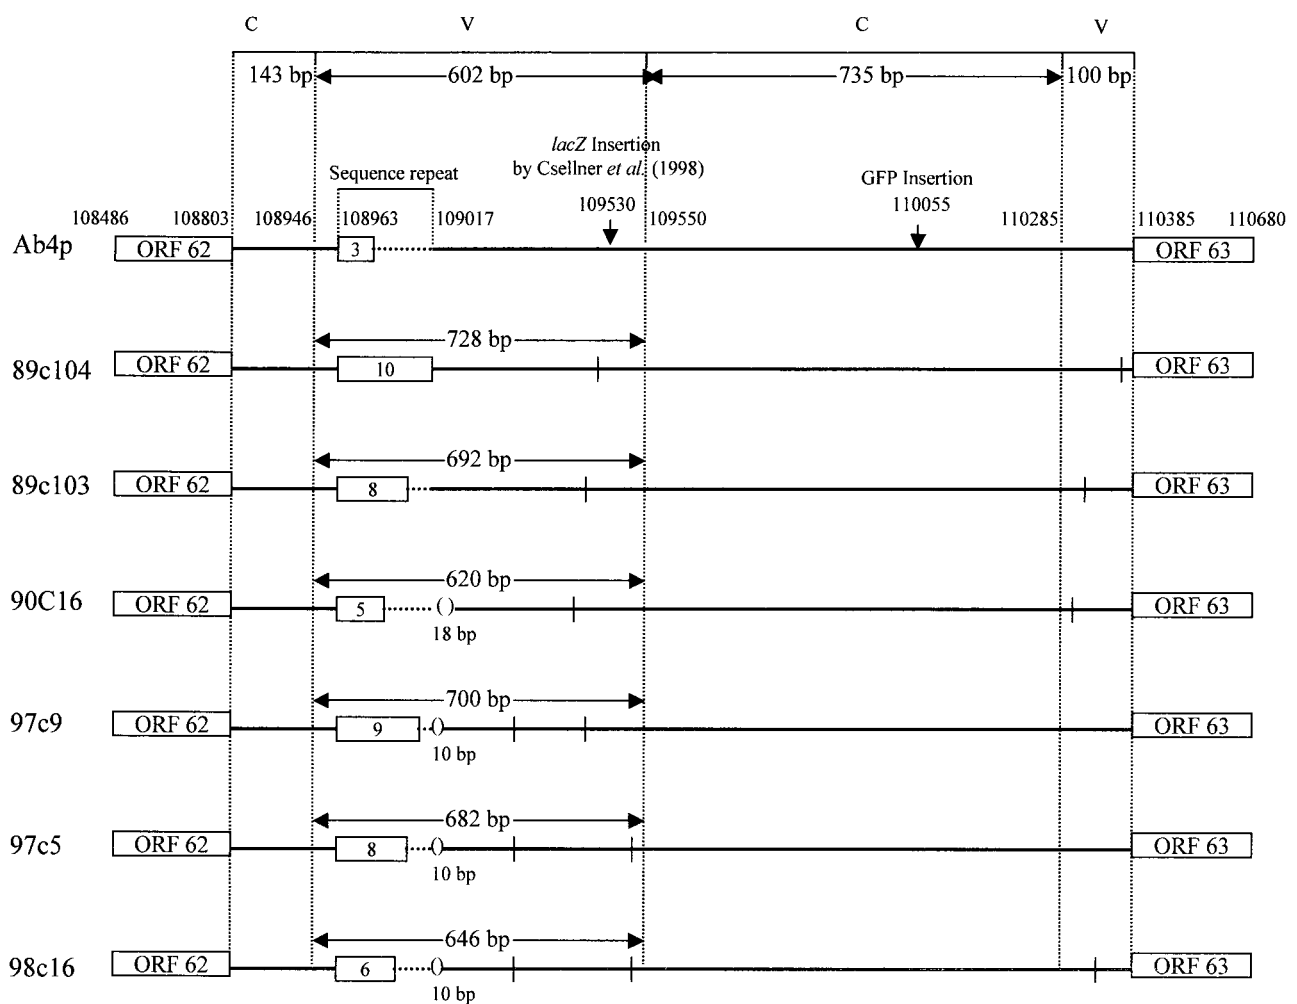 C V C V
143 bp 602 bp 735 bp 100 bp
lacZ Insertion
by Csellner et al. (1998)
Sequence repeat
GFP Insertion
108486 108803 108946 108963 109017 109530 109550 110055 110285 110385 110680
Ab4p ORF 62 3 ORF 63
728 bp
89c104 ORF 62 10 ORF 63
692 bp
89c103 ORF 62 8 ORF 63
620 bp
90C16 ORF 62 5 () ORF 63
18 bp
700 bp
97c9 ORF 62 9 () ORF 63
10 bp
682 bp
97c5 ORF 62 8 () ORF 63
10 bp
646 bp
98c16 ORF 62 6 () ORF 63
10 bp